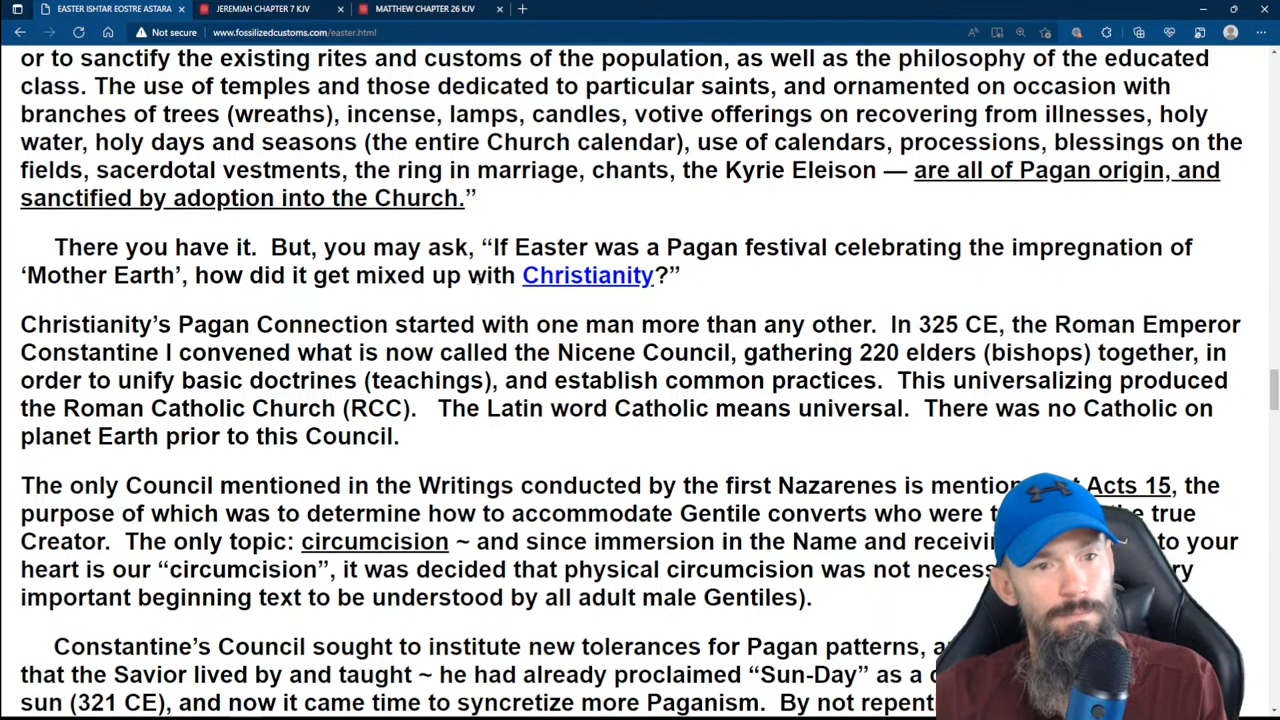 EASTER ISHTAR EOSTRE ASTARA
JEREMIAH CHAPTER 7 KJV
MATTHEW CHAPTER 26 KJV
Not secure
www.fossilizedcustoms.com/easter.html
or to sanctify the existing rites and customs of the population, as well as the philosophy of the educated
class. The use of temples and those dedicated to particular saints, and ornamented on occasion with
branches of trees (wreaths), incense, lamps, candles, votive offerings on recovering from illnesses, holy
water, holy days and seasons (the entire Church calendar), use of calendars, processions, blessings on the
fields, sacerdotal vestments, the ring in marriage, chants, the Kyrie Eleison — are all of Pagan origin, and
sanctified by adoption into the Church.”
There you have it. But, you may ask, “If Easter was a Pagan festival celebrating the impregnation of
‘Mother Earth’, how did it get mixed up with Christianity?”
Christianity’s Pagan Connection started with one man more than any other. In 325 CE, the Roman Emperor
Constantine I convened what is now called the Nicene Council, gathering 220 elders (bishops) together, in
order to unify basic doctrines (teachings), and establish common practices. This universalizing produced
the Roman Catholic Church (RCC). The Latin word Catholic means universal. There was no Catholic on
planet Earth prior to this Council.
The only Council mentioned in the Writings conducted by the first Nazarenes is mention Acts 15, the
purpose of which was to determine how to accommodate Gentile converts who were the true
Creator. The only topic: circumcision ~ and since immersion in the Name and receivin to your
heart is our “circumcision”, it was decided that physical circumcision was not necess ry
important beginning text to be understood by all adult male Gentiles).
Constantine’s Council sought to institute new tolerances for Pagan patterns,
that the Savior lived by and taught ~ he had already proclaimed “Sun-Day” as a
sun (321 CE), and now it came time to syncretize more Paganism. By not repent